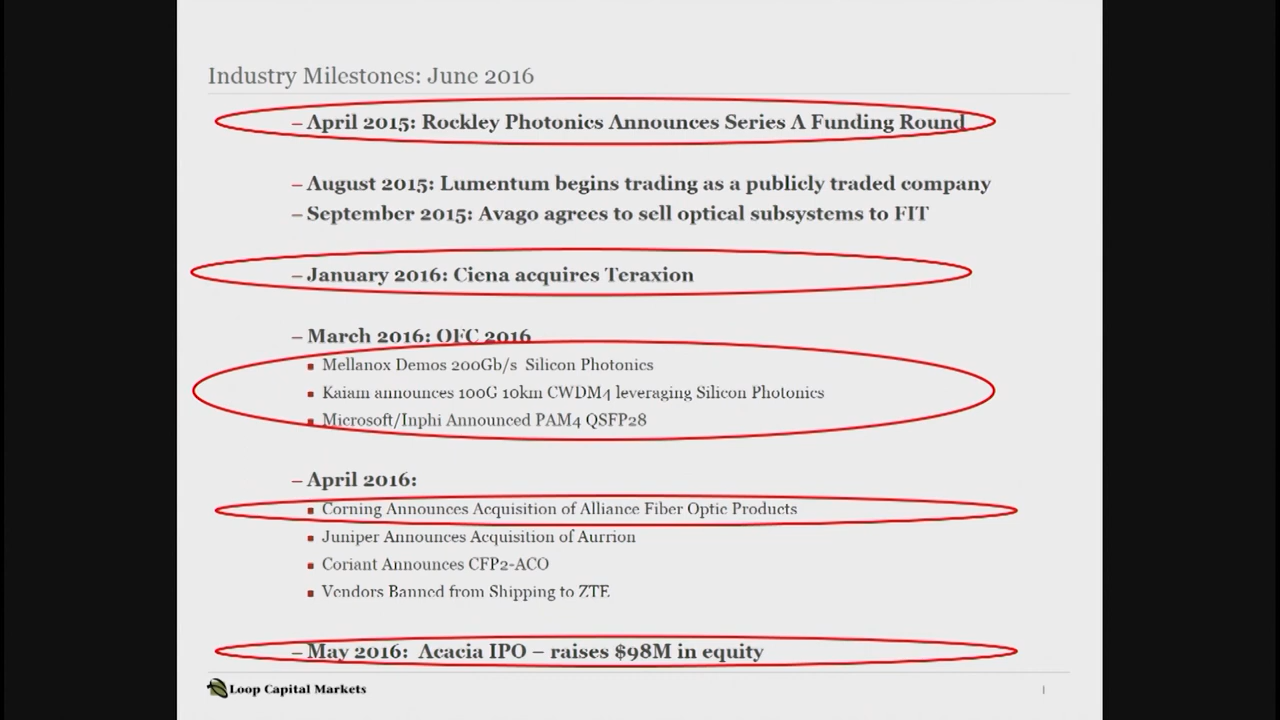 Industry Milestones: June 2016
– April 2015: Rockley Photonics Announces Series A Funding Round
– August 2015: Lumentum begins trading as a publicly traded company
– September 2015: Avago agrees to sell optical subsystems to FIT
– January 2016: Ciena acquires Teraxion
– March 2016: OFC 2016
▪ Mellanox Demos 200Gb/s Silicon Photonics
▪ Kaiam announces 100G 10km CWDM4 leveraging Silicon Photonics
▪ Microsoft/Inphi Announced PAM4 QSFP28
– April 2016:
▪ Corning Announces Acquisition of Alliance Fiber Optic Products
▪ Juniper Announces Acquisition of Aurrion
▪ Coriant Announces CFP2-ACO
▪ Vendors Banned from Shipping to ZTE
– May 2016: Acacia IPO – raises $98M in equity
Loop Capital Markets
1